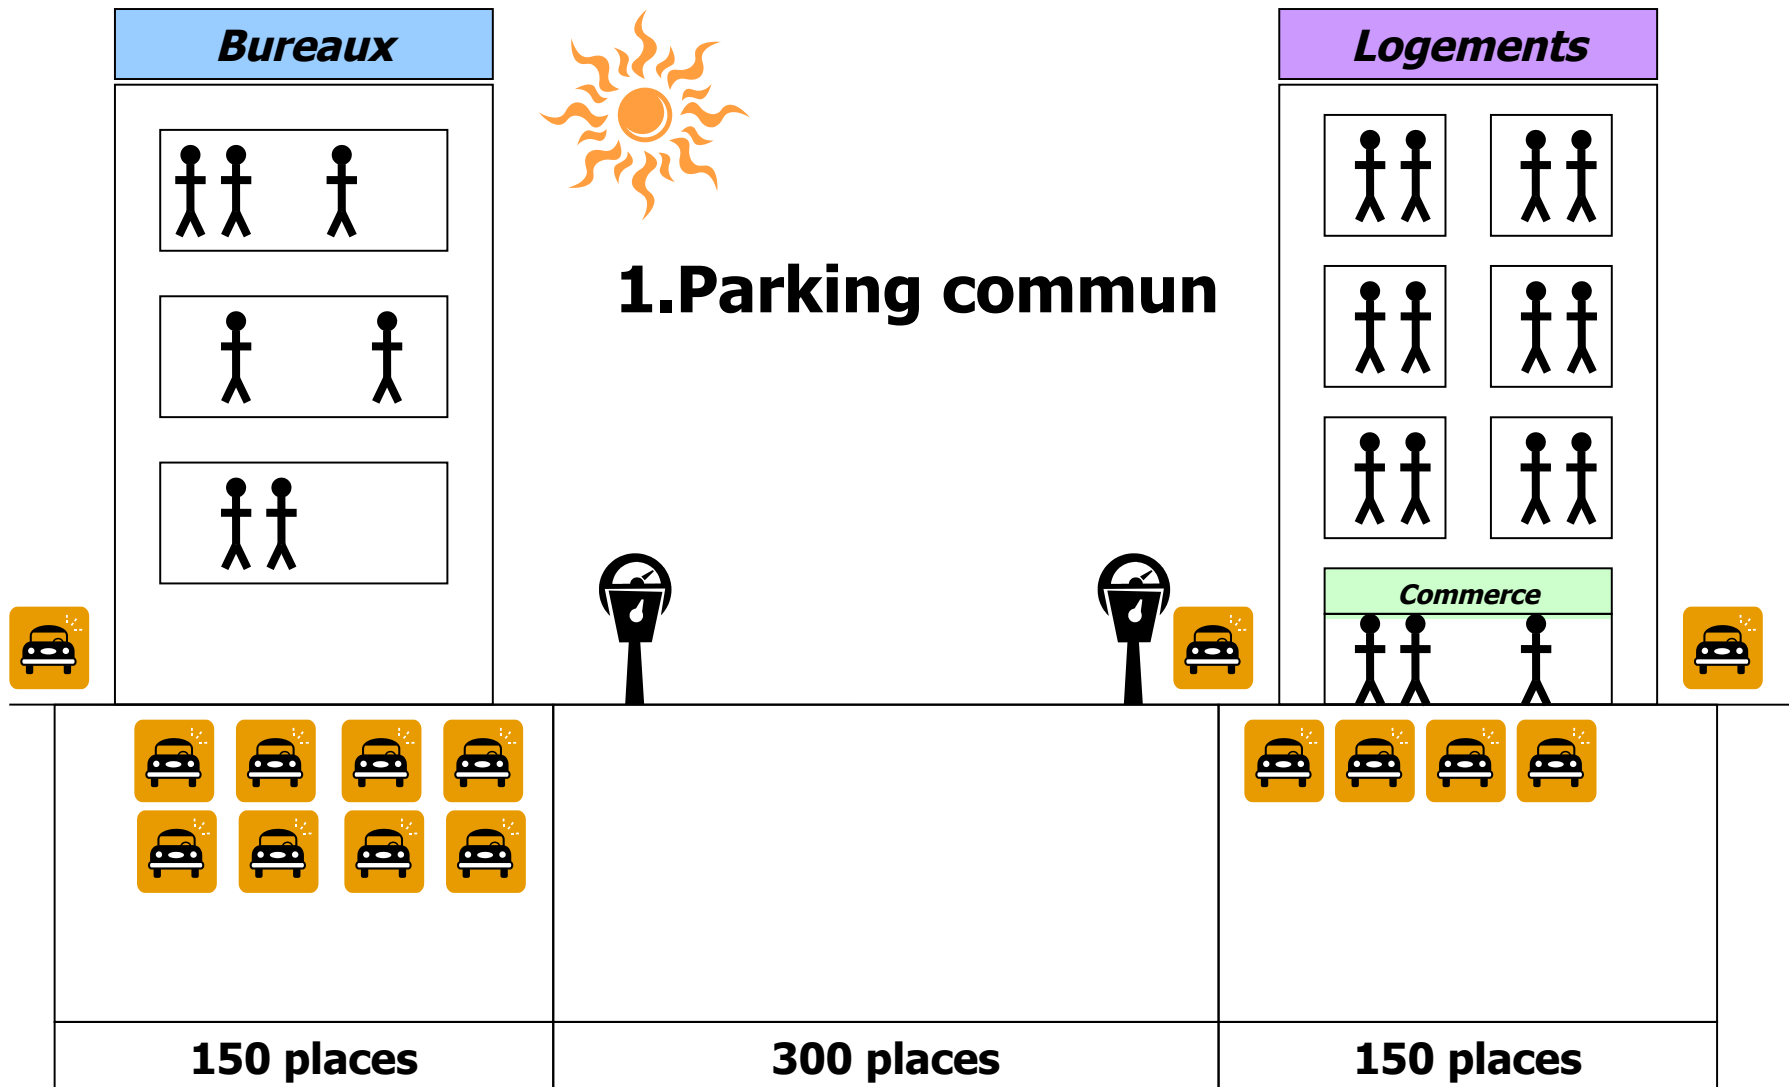 Bureaux
Logements
1.Parking commun
Commerce
150 places
300 places
150 places